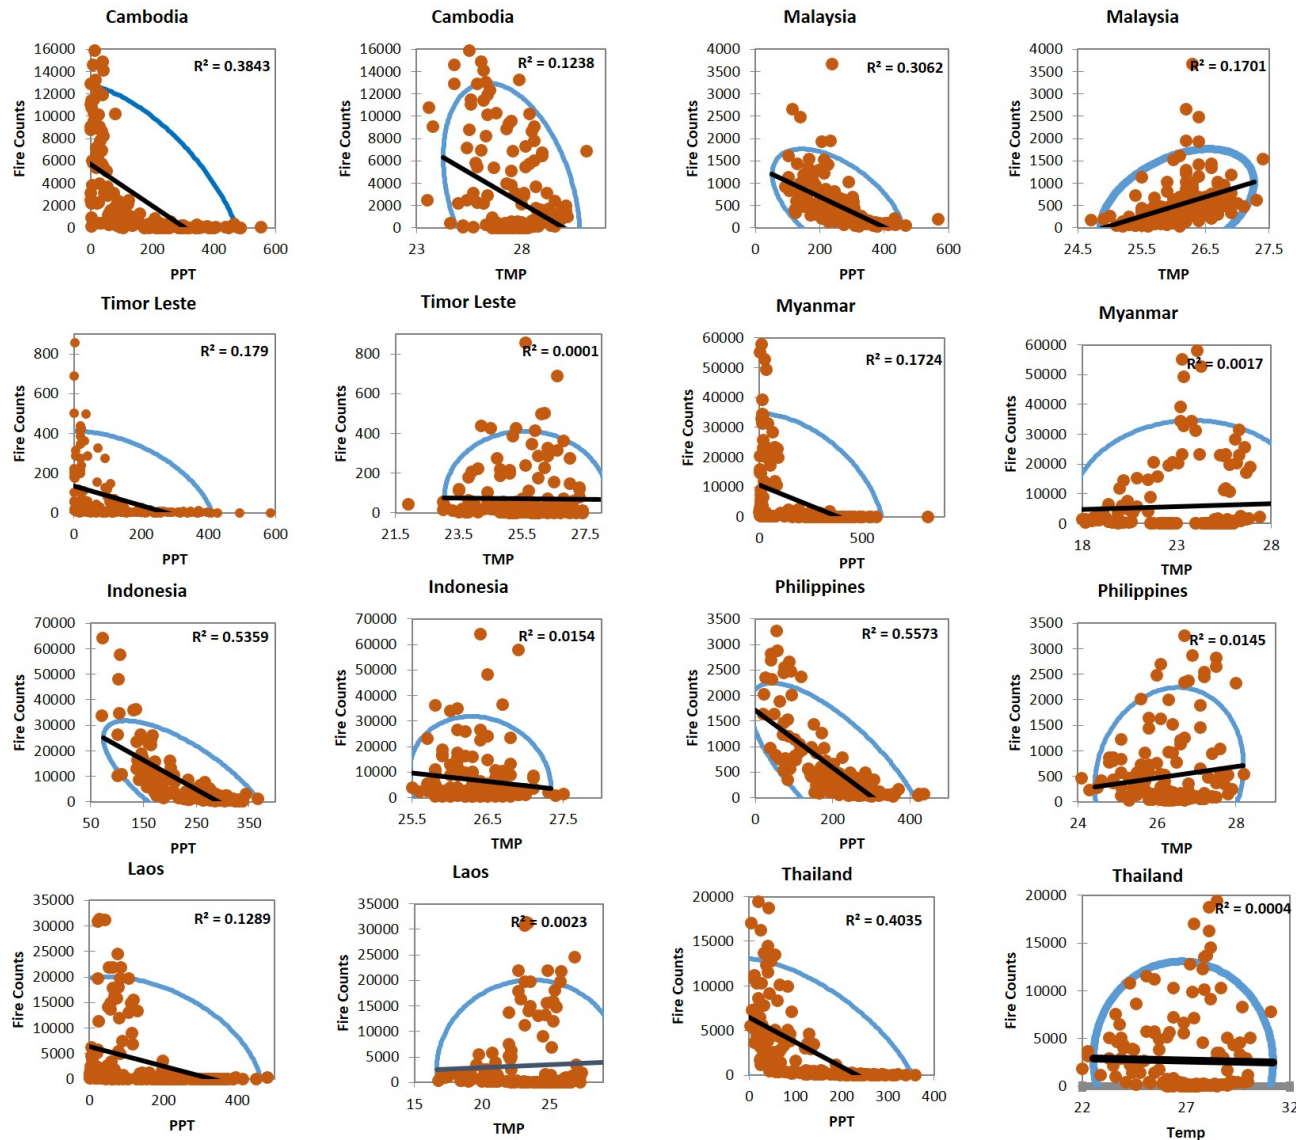 Cambodia
16000
14000
12000
10000
8000
6000
4000
2000
0
0 200 400 600
Fire Counts
PPT
R² = 0.3843
Cambodia
16000
14000
12000
10000
8000
6000
4000
2000
0
23 28
Fire Counts
TMP
R² = 0.1238
Malaysia
4000
3500
3000
2500
2000
1500
1000
500
0
0 200 400 600
Fire Counts
PPT
R² = 0.3062
Malaysia
4000
3500
3000
2500
2000
1500
1000
500
0
24.5 25.5 26.5 27.5
Fire Counts
TMP
R² = 0.1701
Timor Leste
800
600
400
200
0
0 200 400 600
Fire Counts
PPT
R² = 0.179
Timor Leste
800
600
400
200
0
21.5 23.5 25.5 27.5
Fire Counts
TMP
R² = 0.0001
Myanmar
60000
50000
40000
30000
20000
10000
0
0 500
Fire Counts
PPT
R² = 0.1724
Myanmar
60000
50000
40000
30000
20000
10000
0
18 23 28
Fire Counts
TMP
R² = 0.0017
Indonesia
70000
60000
50000
40000
30000
20000
10000
0
50 150 250 350
Fire Counts
PPT
R² = 0.5359
Indonesia
70000
60000
50000
40000
30000
20000
10000
0
25.5 26.5 27.5
Fire Counts
TMP
R² = 0.0154
Philippines
3500
3000
2500
2000
1500
1000
500
0
0 200 400
Fire Counts
PPT
R² = 0.5573
Philippines
3500
3000
2500
2000
1500
1000
500
0
24 26 28
Fire Counts
TMP
R² = 0.0145
Laos
35000
30000
25000
20000
15000
10000
5000
0
0 200 400
Fire Counts
PPT
R² = 0.1289
Laos
35000
30000
25000
20000
15000
10000
5000
0
15 20 25
Fire Counts
TMP
R² = 0.0023
Thailand
20000
15000
10000
5000
0
0 100 200 300 400
Fire Counts
PPT
R² = 0.4035
Thailand
20000
15000
10000
5000
0
22 27 32
Fire Counts
Temp
R² = 0.0004